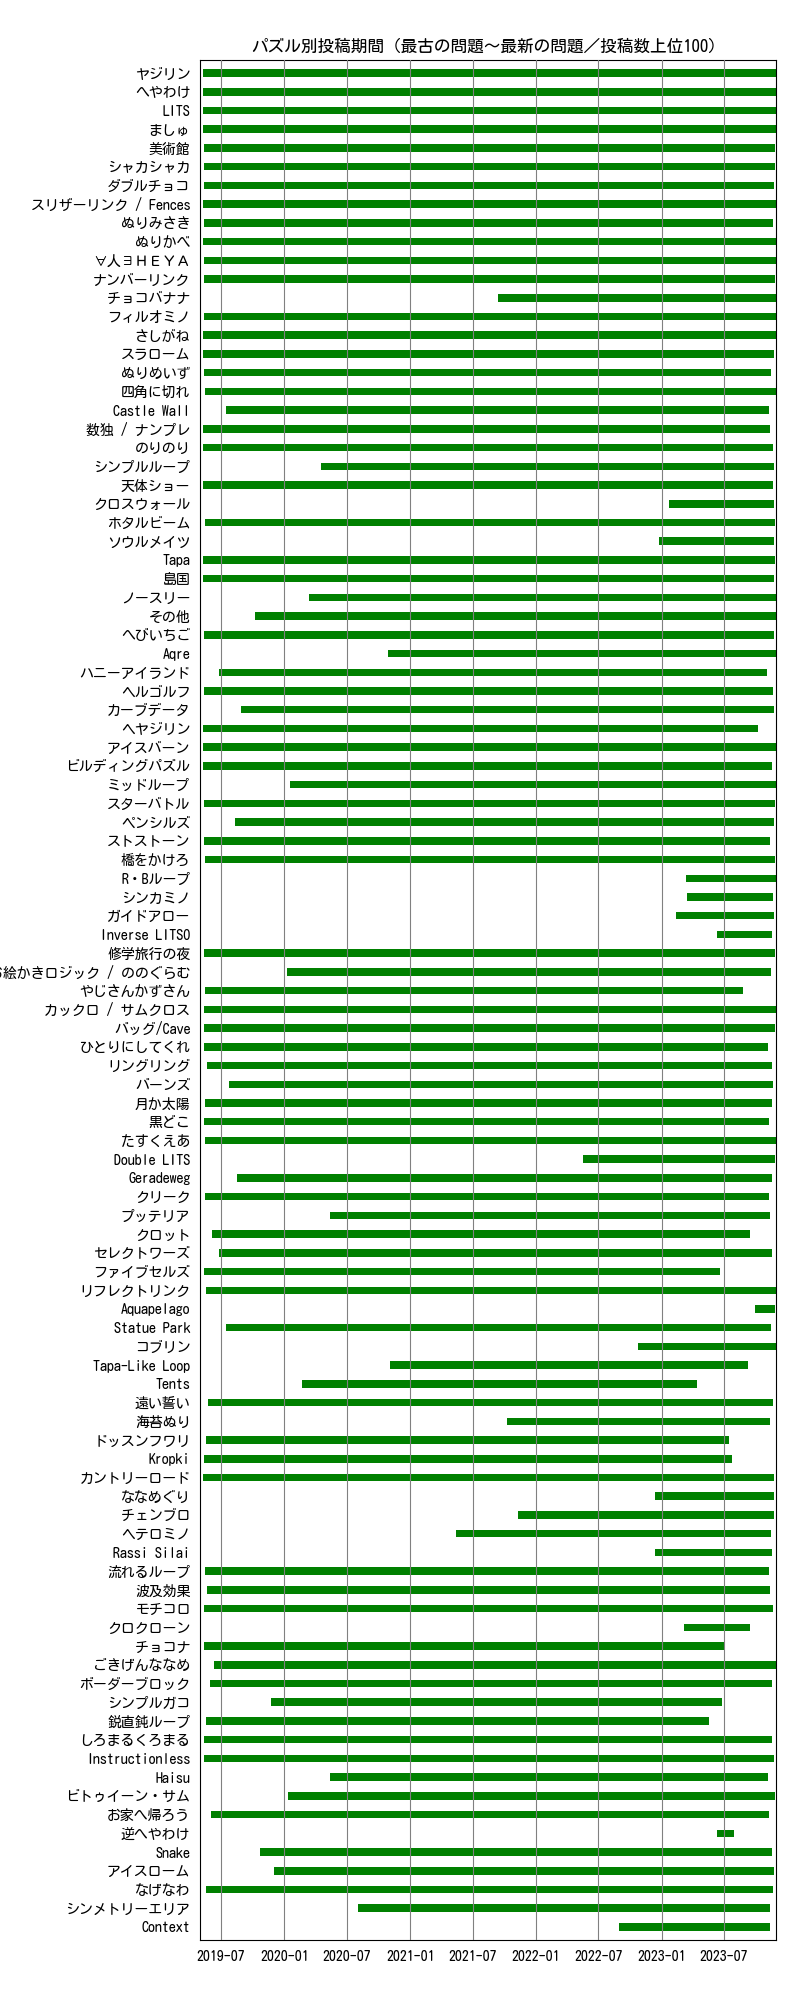 パズル別投稿期間（最古の問題～最新の問題／投稿数上位100）
ヤジリン
へやわけ
LITS
ましゅ
美術館
シャカシャカ
ダブルチョコ
スリザーリンク / Fences
ぬりみさき
ぬりかべ
∀人ヨＨＥＹＡ
ナンバーリンク
チョコバナナ
フィルオミノ
さしがね
スラローム
ぬりめいず
四角に切れ
Castle Wall
数独 / ナンプレ
のりのり
シンプルループ
天体ショー
クロスウォール
ホタルビーム
ソウルメイツ
Tapa
島国
ノースリー
その他
へびいちご
Aqre
ハニーアイランド
ヘルゴルフ
カーブデータ
ヘヤジリン
アイスバーン
ビルディングパズル
ミッドループ
スターバトル
ペンシルズ
ストストーン
橋をかけろ
R・Bループ
シンカミノ
ガイドアロー
Inverse LITSO
修学旅行の夜
絵かきロジック / ののぐらむ
やじさんかずさん
カックロ / サムクロス
バッグ/Cave
ひとりにしてくれ
リングリング
バーンズ
月か太陽
黒どこ
たすくえあ
Double LITS
Geradeweg
クリーク
プッテリア
クロット
セレクトワーズ
ファイブセルズ
リフレクトリンク
Aquapelago
Statue Park
コブリン
Tapa-Like Loop
Tents
遠い誓い
海苔ぬり
ドッスンフワリ
Kropki
カントリーロード
ななめぐり
チェンブロ
ヘテロミノ
Rassi Silai
流れるループ
波及効果
モチコロ
クロクローン
チョコナ
ごきげんななめ
ボーダーブロック
シンプルガコ
鋭直鈍ループ
しろまるくろまる
Instructionless
Haisu
ビトゥイーン・サム
お家へ帰ろう
逆へやわけ
Snake
アイスローム
なげなわ
シンメトリーエリア
Context
2019-07 2020-01 2020-07 2021-01 2021-07 2022-01 2022-07 2023-01 2023-07